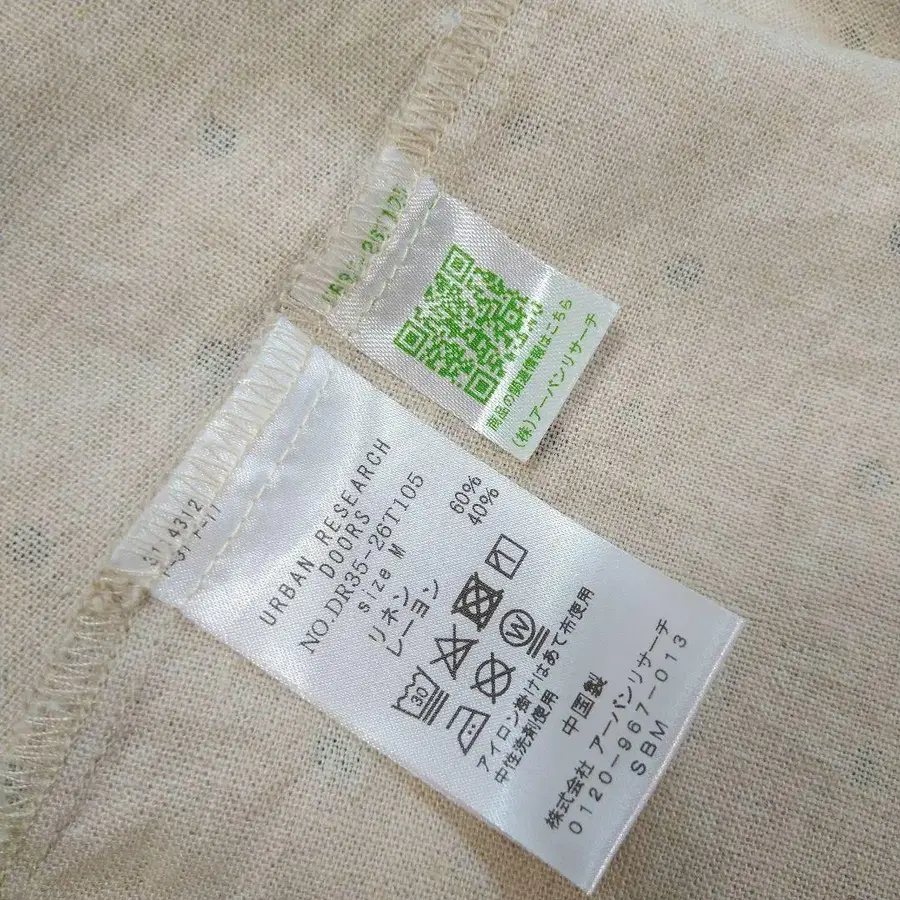 26T105
商品の関連情報はこちら
(株)アーバンリサーチ
4312
URBAN RESEARCH
DOORS
NO.DR35-26T105
Size M
リネン 60%
レーヨン 40%
30
W
アイロン掛けはあて布使用
中性洗剤使用
中国製
株式会社 アーバンリサーチ
0120-967-013
SBM